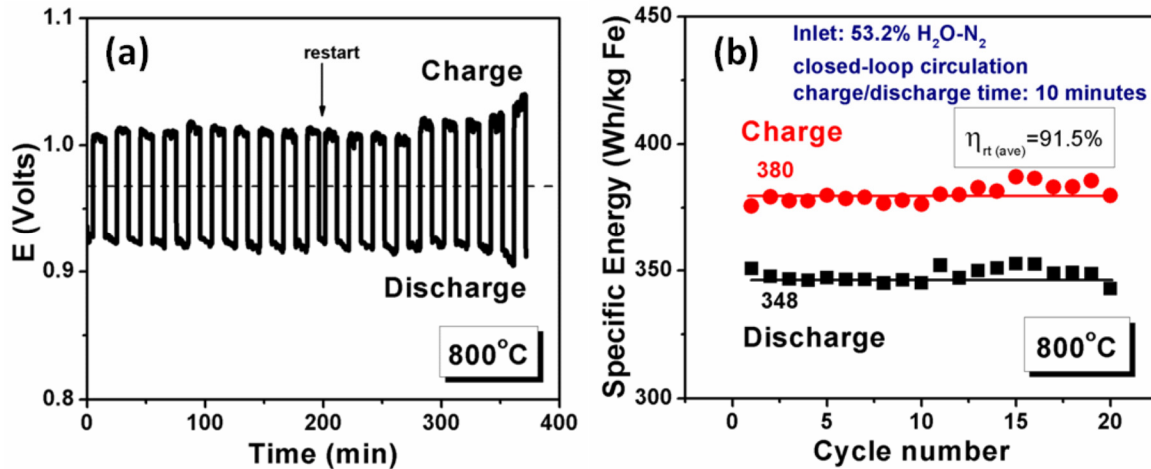 (a)
restart
Charge
Discharge
800°C
E (Volts)
1.1
1.0
0.9
0.8
0 100 200 300 400
Time (min)
(b)
Inlet: 53.2% H₂O-N₂
closed-loop circulation
charge/discharge time: 10 minutes
Charge
η rt (ave) =91.5%
380
348
Discharge
800°C
Specific Energy (Wh/kg Fe)
450
400
350
300
0 5 10 15 20
Cycle number